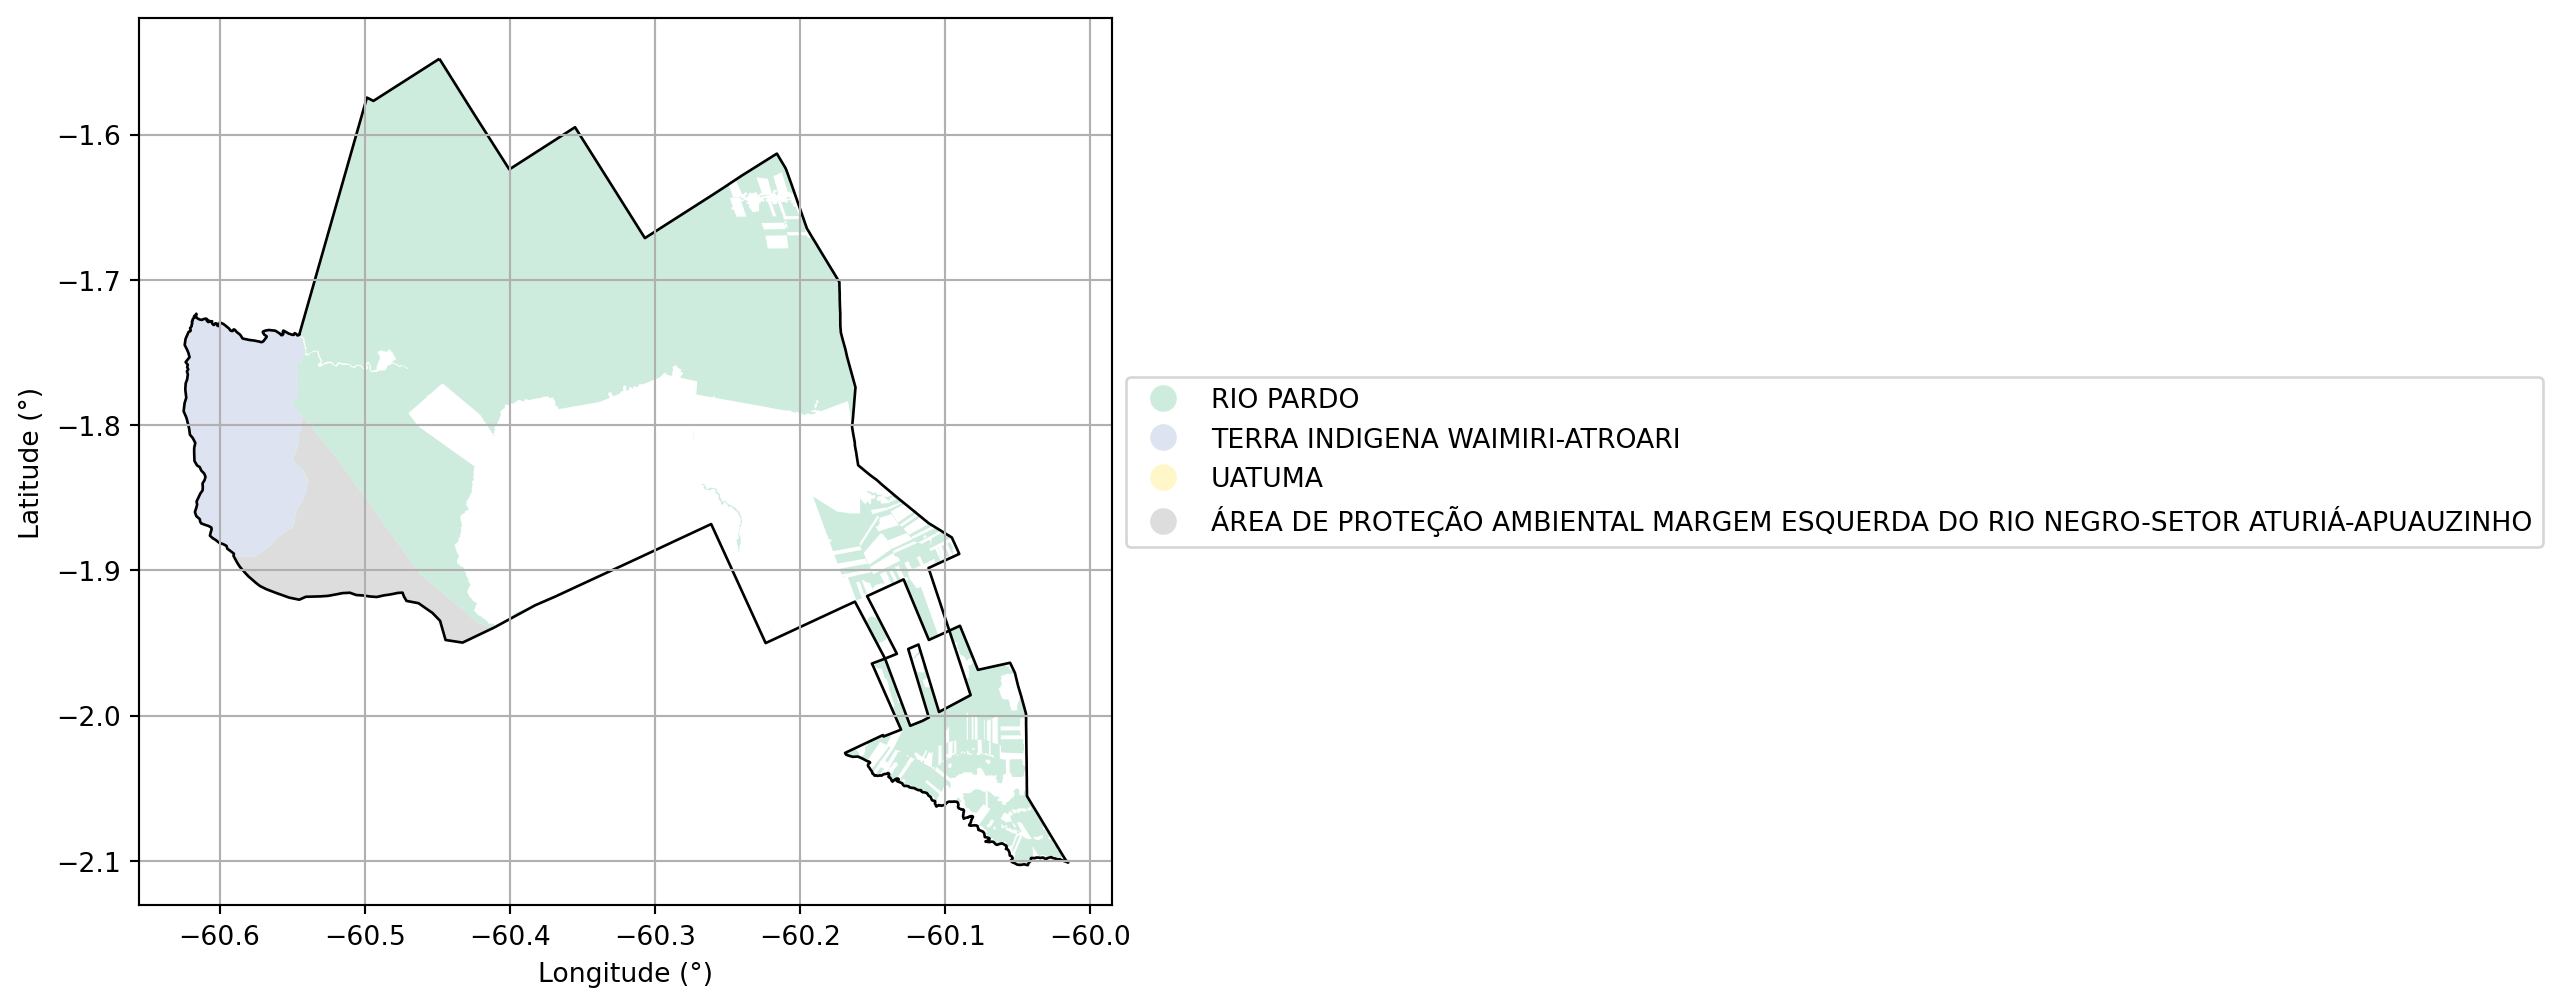 −1.6
−1.7
−1.8
−1.9
−2.0
−2.1
Latitude (°)
−60.6 −60.5 −60.4 −60.3 −60.2 −60.1 −60.0
Longitude (°)
RIO PARDO
TERRA INDIGENA WAIMIRI-ATROARI
UATUMA
ÁREA DE PROTEÇÃO AMBIENTAL MARGEM ESQUERDA DO RIO NEGRO-SETOR ATURIÁ-APUAUZINHO